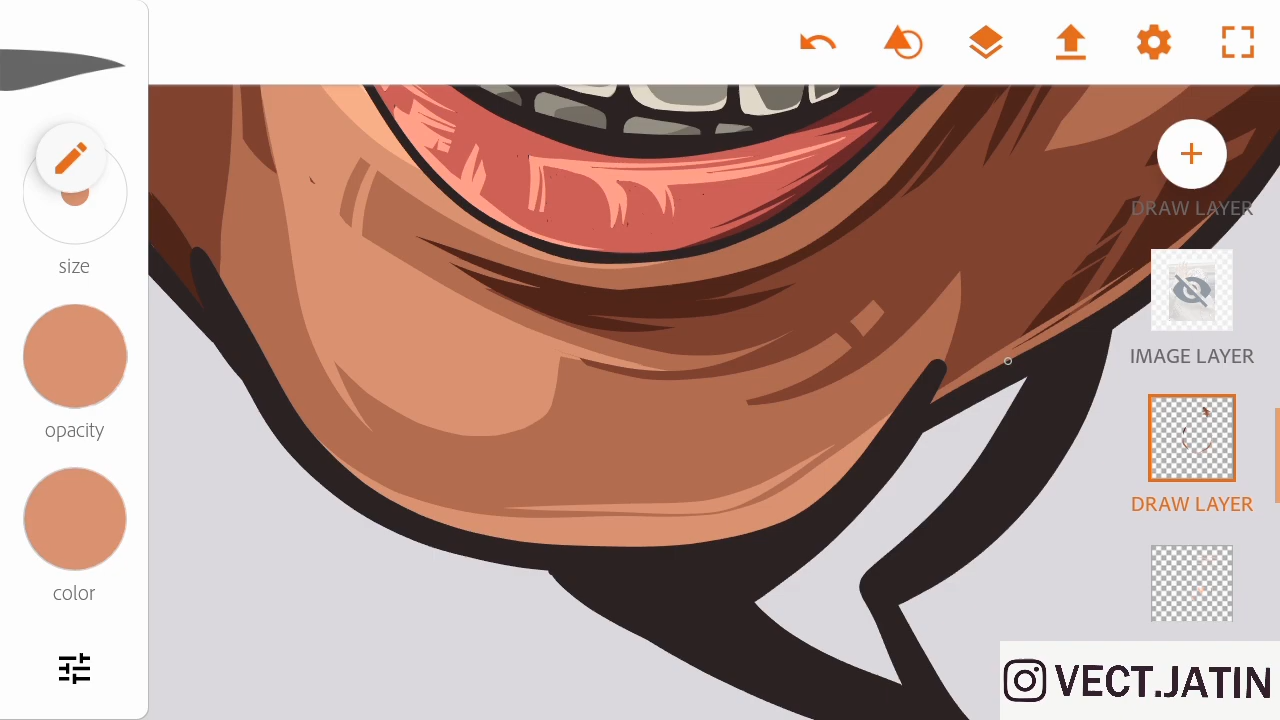 size
opacity
color
DRAW LAYER
IMAGE LAYER
DRAW LAYER
VECT.JATIN